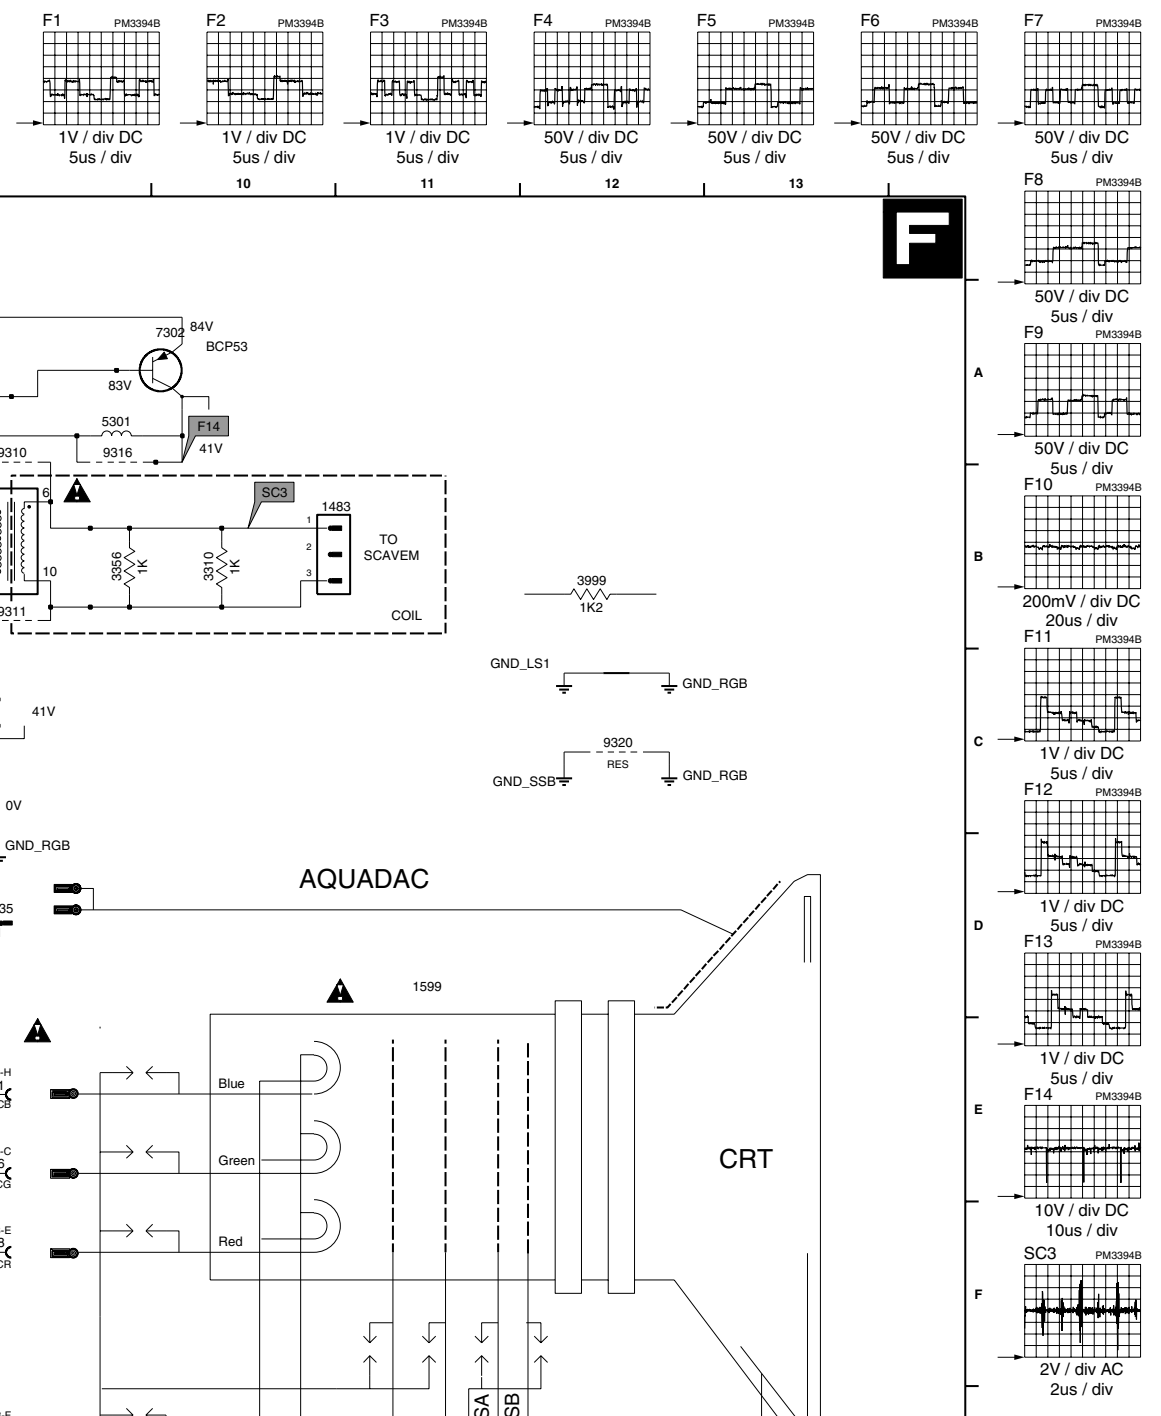 F1 PM3394B
1V / div DC
5us / div
F2 PM3394B
1V / div DC
5us / div
F3 PM3394B
1V / div DC
5us / div
F4 PM3394B
50V / div DC
5us / div
F5 PM3394B
50V / div DC
5us / div
F6 PM3394B
50V / div DC
5us / div
F7 PM3394B
50V / div DC
5us / div
10 11 12 13
F
F8 PM3394B
50V / div DC
5us / div
F9 PM3394B
50V / div DC
5us / div
F10 PM3394B
200mV / div DC
20us / div
F11 PM3394B
1V / div DC
5us / div
F12 PM3394B
1V / div DC
5us / div
F13 PM3394B
1V / div DC
5us / div
F14 PM3394B
10V / div DC
10us / div
SC3 PM3394B
2V / div AC
2us / div
A
B
C
D
E
F
7302 84V
BCP53
83V
5301
F14
9310
9316
41V
6
SC3
1483
1
2
3
TO
SCAVEM
3356
1K
3310
1K
10
9311
COIL
3999
1K2
GND_LS1
GND_RGB
41V
9320
RES
GND_SSB
GND_RGB
0V
GND_RGB
AQUADAC
35
1599
-H
1
CB
Blue
-C
6
CG
Green
CRT
-E
8
CR
Red
SA
SB